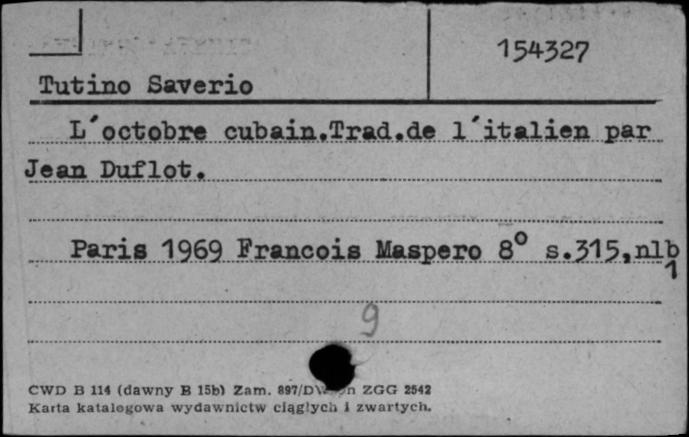 154327
Tutino Saverio
L'octobre cubain.Trad.de l'italien par
Jean Duflot.
Paris 1969 Francois Maspero 8° s.315,nlb
1
9
CWD B 114 (dawny B 15b) Zam. 897/DW ZGG 2542
Karta katalogowa wydawnictw ciągłych i zwartych.